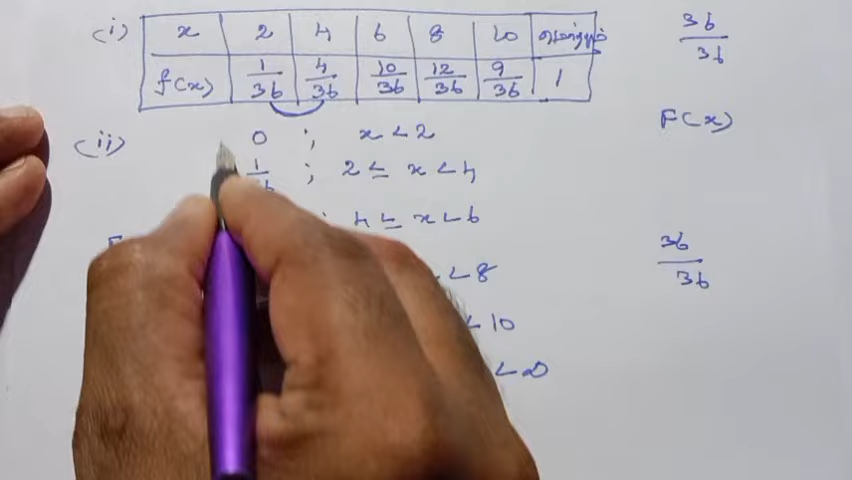 (i) x 2 4 6 8 10
f(x) 1/36 4/36 10/36 12/36 9/36 1
36/36
F(x)
(ii) 0 ; x < 2
1 ; 2 ≤ x < 4
; 4 ≤ x < 6
< 8
36/36
< 10
< ∞